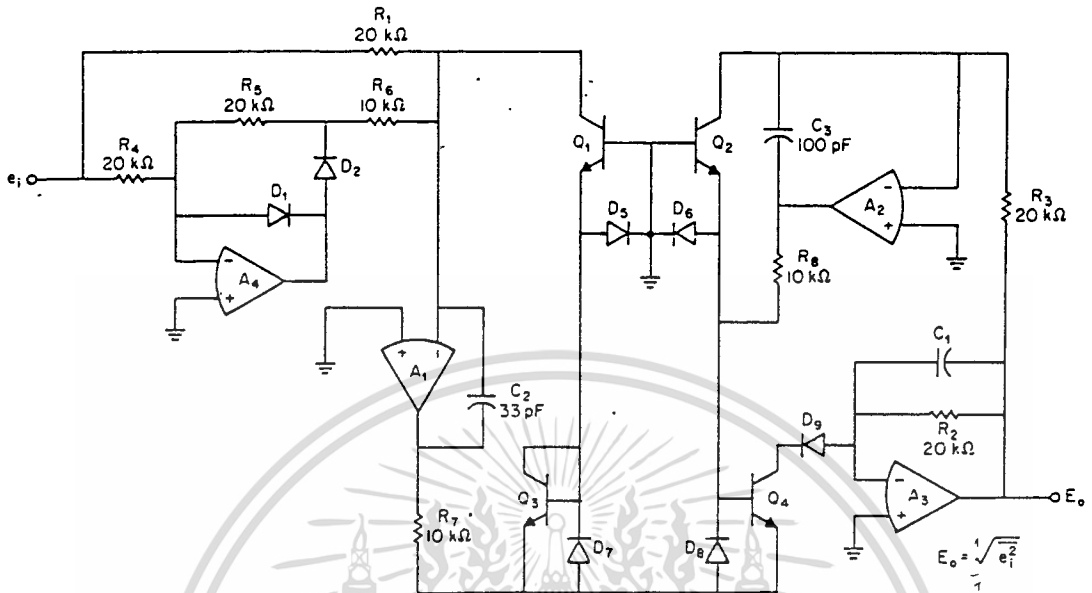 R₁
20 kΩ
R₅
20 kΩ
R₆
10 kΩ
R₄
20 kΩ
eᵢ
D₂
D₁
−
+
A₄
Q₁
Q₂
C₃
100 pF
−
+
A₂
R₃
20 kΩ
D₅
D₆
R₈
10 kΩ
+
−
A₁
C₂
33 pF
C₁
R₂
20 kΩ
D₉
−
+
A₃
Eₒ
Q₃
Q₄
R₇
10 kΩ
D₇
D₈